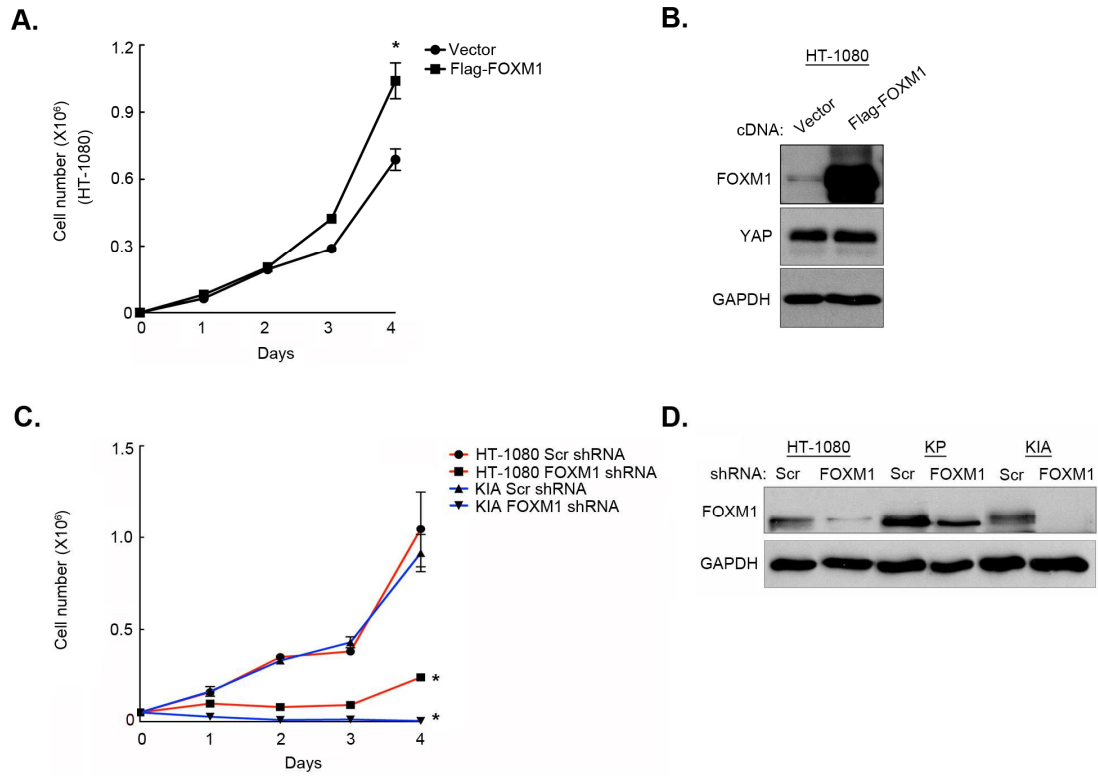 A.
1.2
0.9
0.6
0.3
0
Cell number (X10⁶)
(HT-1080)
0 1 2 3 4
Days
*
Vector
Flag-FOXM1
B.
HT-1080
cDNA: Vector Flag-FOXM1
FOXM1
YAP
GAPDH
C.
1.5
1.0
0.5
0
Cell number (X10⁶)
0 1 2 3 4
Days
*
*
HT-1080 Scr shRNA
HT-1080 FOXM1 shRNA
KIA Scr shRNA
KIA FOXM1 shRNA
D.
HT-1080 KP KIA
shRNA: Scr FOXM1 Scr FOXM1 Scr FOXM1
FOXM1
GAPDH